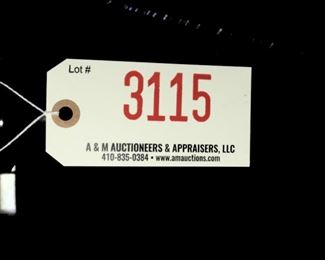 Lot #
3115
A & M AUCTIONEERS & APPRAISERS, LLC
410-835-0384 • www.amauctions.com